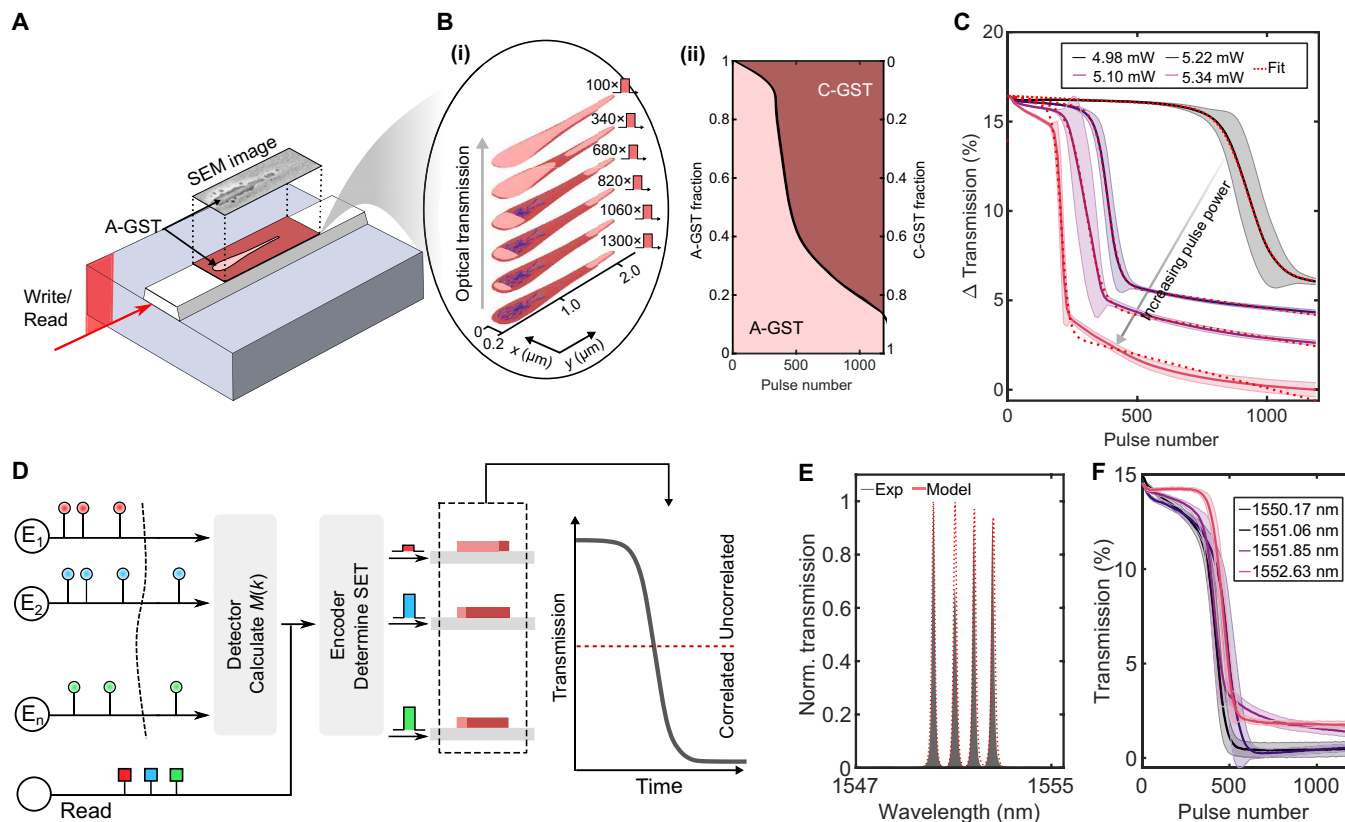 A
SEM image
A-GST
Write/
Read
B
(i)
Optical transmission
100×
340×
680×
820×
1060×
1300×
0
0.2
1.0
2.0
x (μm)
y (μm)
(ii)
1
0.8
0.6
0.4
0.2
0
A-GST fraction
C-GST
A-GST
0
0.2
0.4
0.6
0.8
1
C-GST fraction
0
500
1000
Pulse number
C
20
15
10
5
0
Δ Transmission (%)
4.98 mW
5.22 mW
5.10 mW
5.34 mW
Fit
Increasing pulse power
0
500
1000
Pulse number
D
E1
E2
En
Read
Detector
Calculate M(k)
Encoder
Determine SET
Transmission
Uncorrelated
Correlated
Time
E
Exp
Model
1
0.8
0.6
0.4
0.2
0
Norm. transmission
1547
1555
Wavelength (nm)
F
15
10
5
0
Transmission (%)
1550.17 nm
1551.06 nm
1551.85 nm
1552.63 nm
0
500
1000
Pulse number